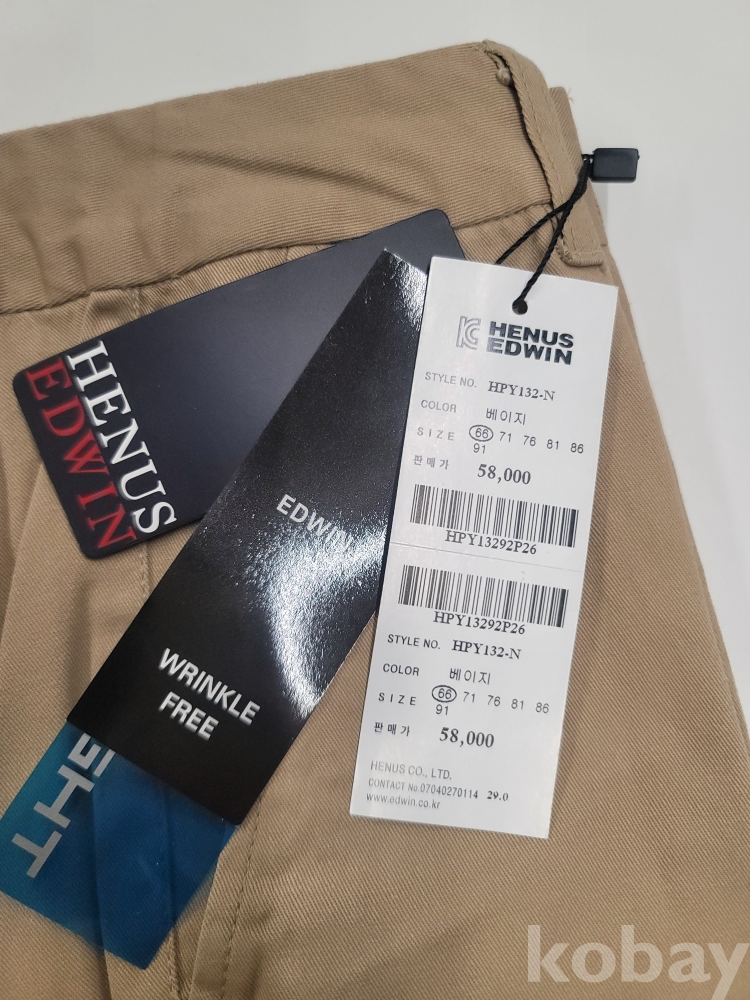 HENUS
EDWIN
EDWIN
WRINKLE
FREE
GHT
HENUS
EDWIN
STYLE NO. HPY132-N
COLOR 베이지
SIZE 66 71 76 81 86
91
판매가 58,000
HPY13292P26
HPY13292P26
STYLE NO. HPY132-N
COLOR 베이지
SIZE 66 71 76 81 86
91
판매가 58,000
HENUS CO., LTD.
CONTACT No.07040270114 29.0
www.edwin.co.kr
kobay